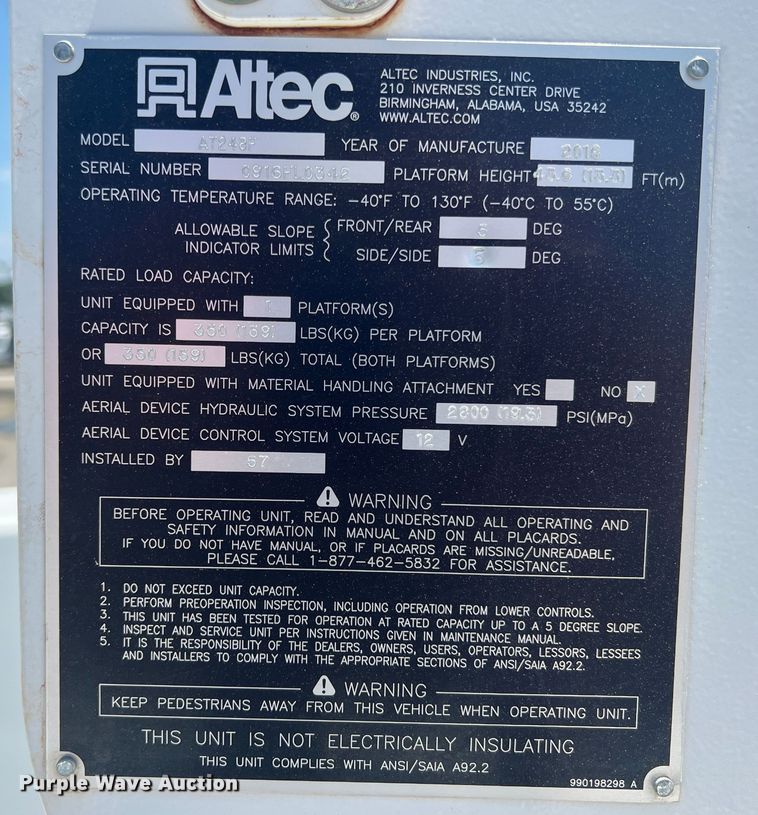 Altec®
ALTEC INDUSTRIES, INC.
210 INVERNESS CENTER DRIVE
BIRMINGHAM, ALABAMA, USA 35242
WWW.ALTEC.COM
MODEL YEAR OF MANUFACTURE 2016
SERIAL NUMBER PLATFORM HEIGHT FT(m)
OPERATING TEMPERATURE RANGE: -40°F TO 130°F (-40°C TO 55°C)
ALLOWABLE SLOPE INDICATOR LIMITS
FRONT/REAR DEG
SIDE/SIDE 5 DEG
RATED LOAD CAPACITY:
UNIT EQUIPPED WITH 1 PLATFORM(S)
CAPACITY IS 350 (159) LBS(KG) PER PLATFORM
OR 350 (159) LBS(KG) TOTAL (BOTH PLATFORMS)
UNIT EQUIPPED WITH MATERIAL HANDLING ATTACHMENT YES NO X
AERIAL DEVICE HYDRAULIC SYSTEM PRESSURE 2800 (19.3) PSI(MPa)
AERIAL DEVICE CONTROL SYSTEM VOLTAGE 12 V
INSTALLED BY 67
WARNING
BEFORE OPERATING UNIT, READ AND UNDERSTAND ALL OPERATING AND
SAFETY INFORMATION IN MANUAL AND ON ALL PLACARDS.
IF YOU DO NOT HAVE MANUAL, OR IF PLACARDS ARE MISSING/UNREADABLE,
PLEASE CALL 1-877-462-5832 FOR ASSISTANCE.
1. DO NOT EXCEED UNIT CAPACITY.
2. PERFORM PREOPERATION INSPECTION, INCLUDING OPERATION FROM LOWER CONTROLS.
3. THIS UNIT HAS BEEN TESTED FOR OPERATION AT RATED CAPACITY UP TO A 5 DEGREE SLOPE.
4. INSPECT AND SERVICE UNIT PER INSTRUCTIONS GIVEN IN MAINTENANCE MANUAL.
5. IT IS THE RESPONSIBILITY OF THE DEALERS, OWNERS, USERS, OPERATORS, LESSORS, LESSEES
AND INSTALLERS TO COMPLY WITH THE APPROPRIATE SECTIONS OF ANSI/SAIA A92.2.
WARNING
KEEP PEDESTRIANS AWAY FROM THIS VEHICLE WHEN OPERATING UNIT.
THIS UNIT IS NOT ELECTRICALLY INSULATING
THIS UNIT COMPLIES WITH ANSI/SAIA A92.2
990198298 A
Purple Wave Auction